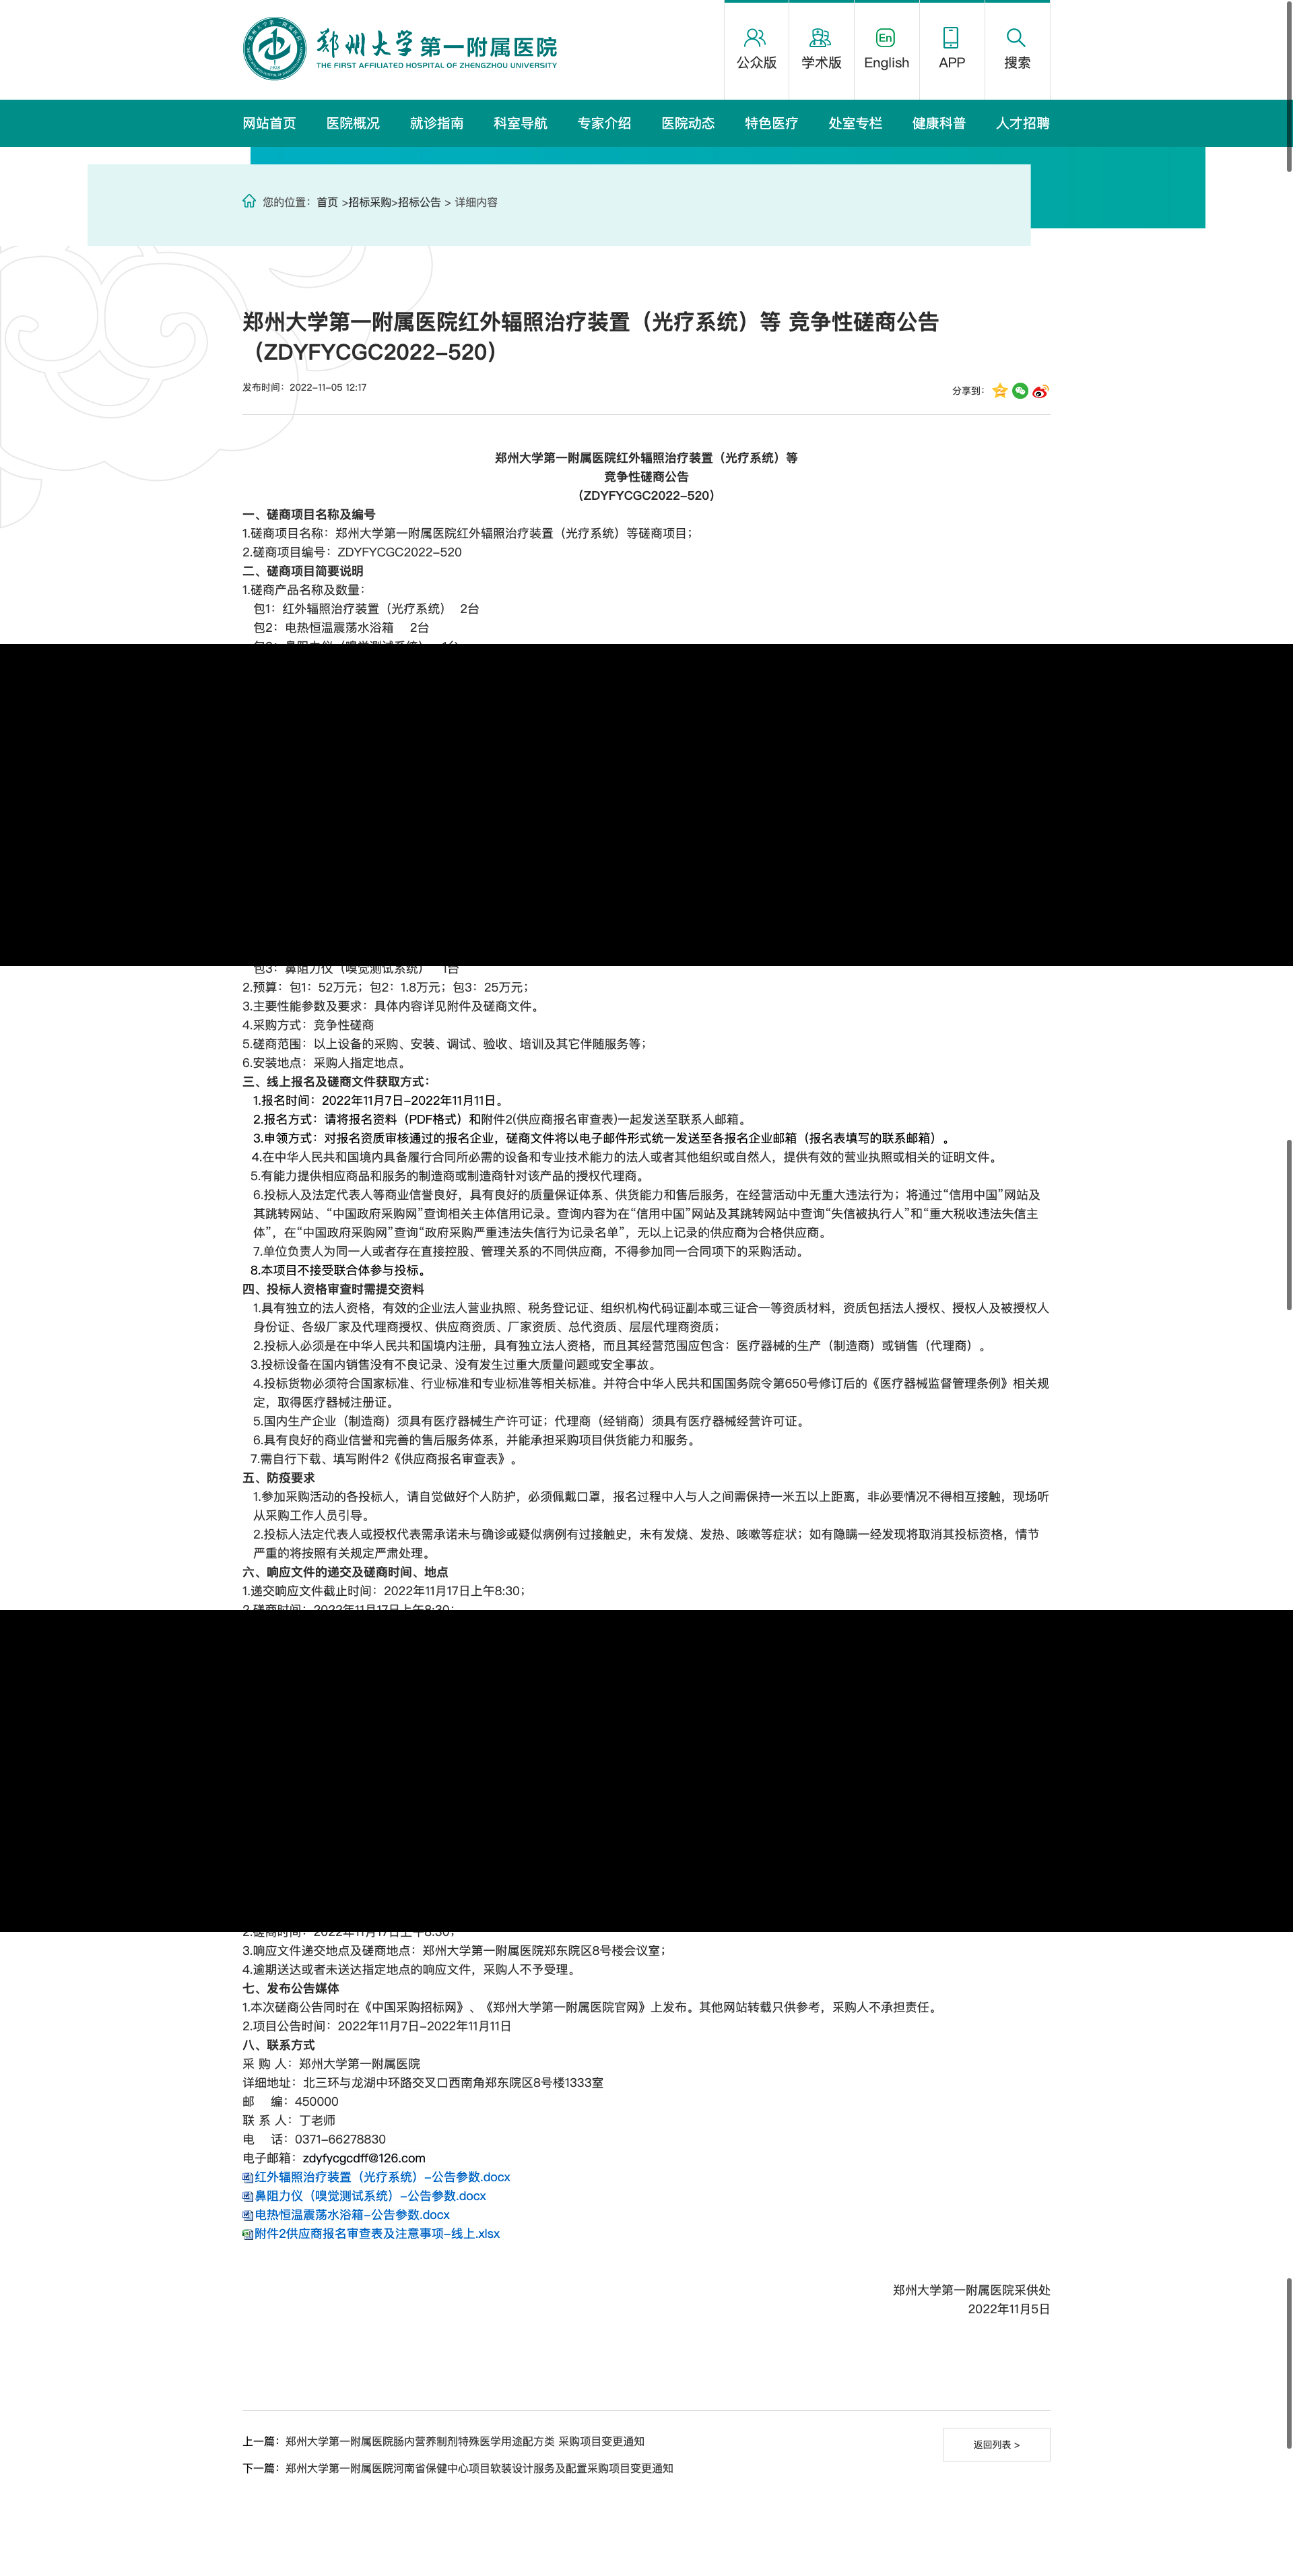 郑州大学第一附属医院
THE FIRST AFFILIATED HOSPITAL OF ZHENGZHOU UNIVERSITY
公众版
学术版
En
English
APP
搜索
网站首页 医院概况 就诊指南 科室导航 专家介绍 医院动态 特色医疗 处室专栏 健康科普 人才招聘
您的位置：首页 >招标采购>招标公告 > 详细内容
郑州大学第一附属医院红外辐照治疗装置（光疗系统）等 竞争性磋商公告
（ZDYFYCGC2022-520）
发布时间：2022-11-05 12:17
分享到：
郑州大学第一附属医院红外辐照治疗装置（光疗系统）等
竞争性磋商公告
（ZDYFYCGC2022-520）
一、磋商项目名称及编号
1.磋商项目名称：郑州大学第一附属医院红外辐照治疗装置（光疗系统）等磋商项目；
2.磋商项目编号：ZDYFYCGC2022-520
二、磋商项目简要说明
1.磋商产品名称及数量：
包1：红外辐照治疗装置（光疗系统） 2台
包2：电热恒温震荡水浴箱 2台
包3：鼻阻力仪（嗅觉测试系统） 1台
包3：鼻阻力仪（嗅觉测试系统） 1台
2.预算：包1：52万元；包2：1.8万元；包3：25万元；
3.主要性能参数及要求：具体内容详见附件及磋商文件。
4.采购方式：竞争性磋商
5.磋商范围：以上设备的采购、安装、调试、验收、培训及其它伴随服务等；
6.安装地点：采购人指定地点。
三、线上报名及磋商文件获取方式：
1.报名时间：2022年11月7日-2022年11月11日。
2.报名方式：请将报名资料（PDF格式）和附件2(供应商报名审查表)一起发送至联系人邮箱。
3.申领方式：对报名资质审核通过的报名企业，磋商文件将以电子邮件形式统一发送至各报名企业邮箱（报名表填写的联系邮箱）。
4.在中华人民共和国境内具备履行合同所必需的设备和专业技术能力的法人或者其他组织或自然人，提供有效的营业执照或相关的证明文件。
5.有能力提供相应商品和服务的制造商或制造商针对该产品的授权代理商。
6.投标人及法定代表人等商业信誉良好，具有良好的质量保证体系、供货能力和售后服务，在经营活动中无重大违法行为；将通过“信用中国”网站及
其跳转网站、“中国政府采购网”查询相关主体信用记录。查询内容为在“信用中国”网站及其跳转网站中查询“失信被执行人”和“重大税收违法失信主
体”，在“中国政府采购网”查询“政府采购严重违法失信行为记录名单”，无以上记录的供应商为合格供应商。
7.单位负责人为同一人或者存在直接控股、管理关系的不同供应商，不得参加同一合同项下的采购活动。
8.本项目不接受联合体参与投标。
四、投标人资格审查时需提交资料
1.具有独立的法人资格，有效的企业法人营业执照、税务登记证、组织机构代码证副本或三证合一等资质材料，资质包括法人授权、授权人及被授权人
身份证、各级厂家及代理商授权、供应商资质、厂家资质、总代资质、层层代理商资质；
2.投标人必须是在中华人民共和国境内注册，具有独立法人资格，而且其经营范围应包含：医疗器械的生产（制造商）或销售（代理商）。
3.投标设备在国内销售没有不良记录、没有发生过重大质量问题或安全事故。
4.投标货物必须符合国家标准、行业标准和专业标准等相关标准。并符合中华人民共和国国务院令第650号修订后的《医疗器械监督管理条例》相关规
定，取得医疗器械注册证。
5.国内生产企业（制造商）须具有医疗器械生产许可证；代理商（经销商）须具有医疗器械经营许可证。
6.具有良好的商业信誉和完善的售后服务体系，并能承担采购项目供货能力和服务。
7.需自行下载、填写附件2《供应商报名审查表》。
五、防疫要求
1.参加采购活动的各投标人，请自觉做好个人防护，必须佩戴口罩，报名过程中人与人之间需保持一米五以上距离，非必要情况不得相互接触，现场听
从采购工作人员引导。
2.投标人法定代表人或授权代表需承诺未与确诊或疑似病例有过接触史，未有发烧、发热、咳嗽等症状；如有隐瞒一经发现将取消其投标资格，情节
严重的将按照有关规定严肃处理。
六、响应文件的递交及磋商时间、地点
1.递交响应文件截止时间：2022年11月17日上午8:30；
2.磋商时间：2022年11月17日上午8:30；
2.磋商时间：2022年11月17日上午8:30；
3.响应文件递交地点及磋商地点：郑州大学第一附属医院郑东院区8号楼会议室；
4.逾期送达或者未送达指定地点的响应文件，采购人不予受理。
七、发布公告媒体
1.本次磋商公告同时在《中国采购招标网》、《郑州大学第一附属医院官网》上发布。其他网站转载只供参考，采购人不承担责任。
2.项目公告时间：2022年11月7日-2022年11月11日
八、联系方式
采 购 人：郑州大学第一附属医院
详细地址：北三环与龙湖中环路交叉口西南角郑东院区8号楼1333室
邮 编：450000
联 系 人：丁老师
电 话：0371-66278830
电子邮箱：zdyfycgcdff@126.com
红外辐照治疗装置（光疗系统）-公告参数.docx
鼻阻力仪（嗅觉测试系统）-公告参数.docx
电热恒温震荡水浴箱-公告参数.docx
附件2供应商报名审查表及注意事项-线上.xlsx
郑州大学第一附属医院采供处
2022年11月5日
上一篇：郑州大学第一附属医院肠内营养制剂特殊医学用途配方类 采购项目变更通知
返回列表 >
下一篇：郑州大学第一附属医院河南省保健中心项目软装设计服务及配置采购项目变更通知